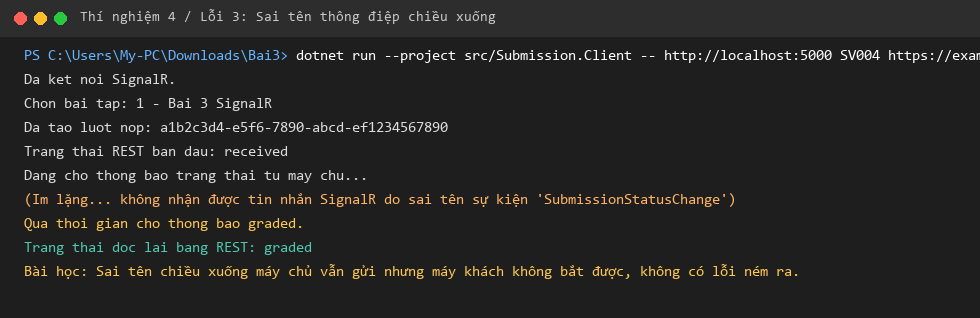 Thí nghiệm 4 / Lỗi 3: Sai tên thông điệp chiều xuống
PS C:\Users\My-PC\Downloads\Bai3> dotnet run --project src/Submission.Client -- http://localhost:5000 SV004 https://exam
Da ket noi SignalR.
Chon bai tap: 1 - Bai 3 SignalR
Da tao luot nop: a1b2c3d4-e5f6-7890-abcd-ef1234567890
Trang thai REST ban dau: received
Dang cho thong bao trang thai tu may chu...
(Im lặng... không nhận được tin nhắn SignalR do sai tên sự kiện 'SubmissionStatusChange')
Qua thoi gian cho thong bao graded.
Trang thai doc lai bang REST: graded
Bài học: Sai tên chiều xuống máy chủ vẫn gửi nhưng máy khách không bắt được, không có lỗi ném ra.